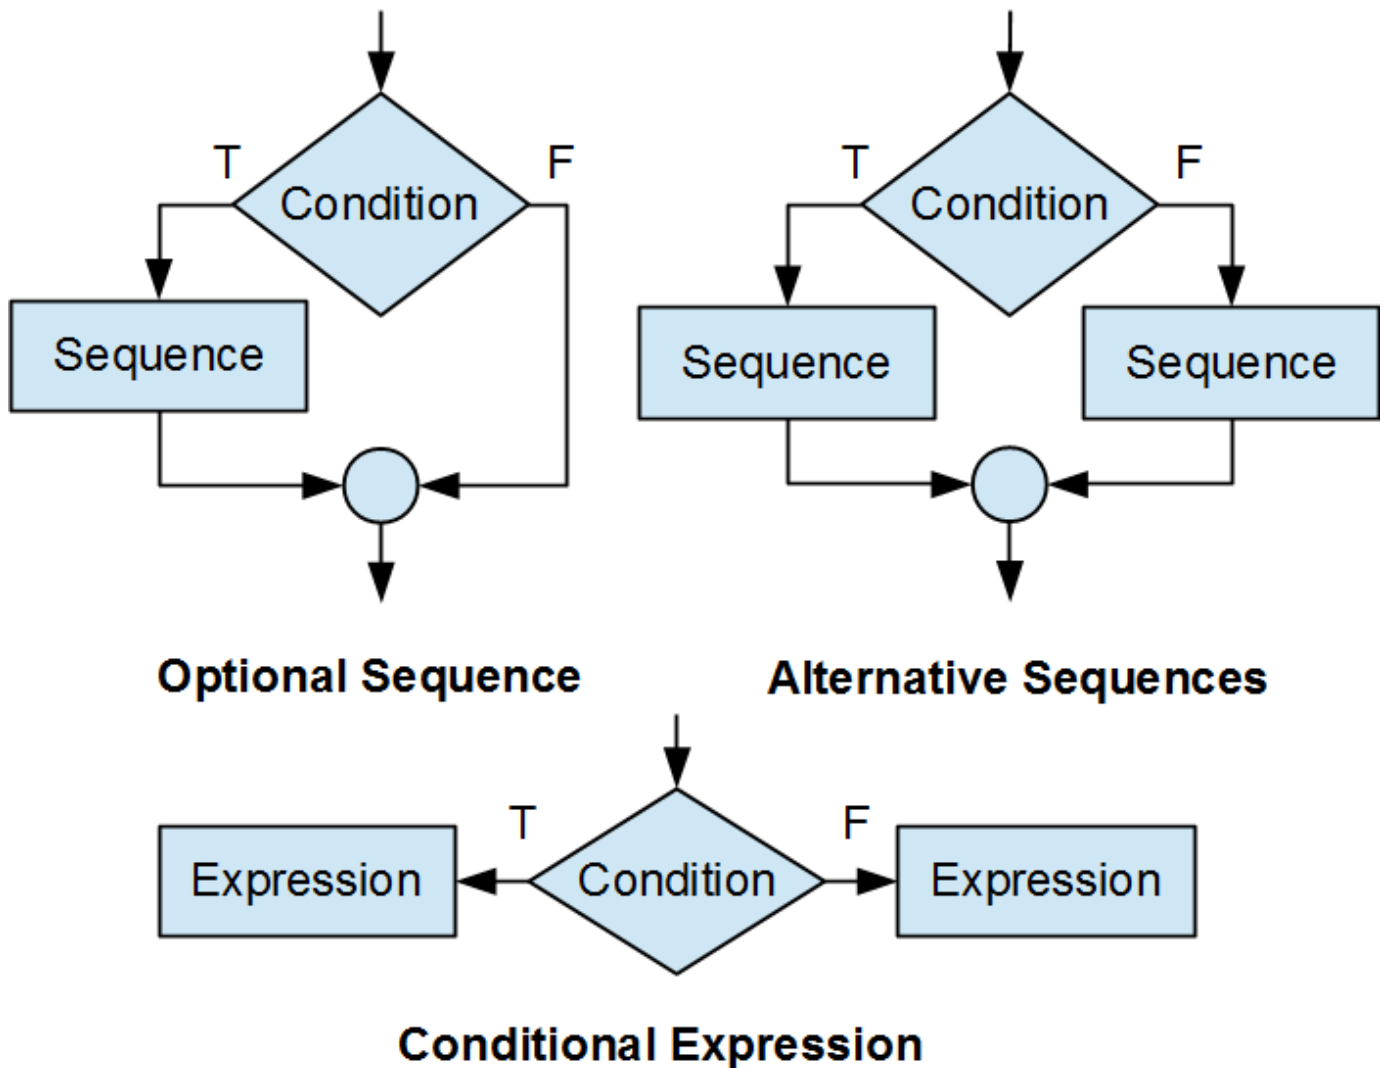 T
F
Condition
Sequence
Optional Sequence
T
F
Condition
Sequence
Sequence
Alternative Sequences
T
F
Expression
Condition
Expression
Conditional Expression